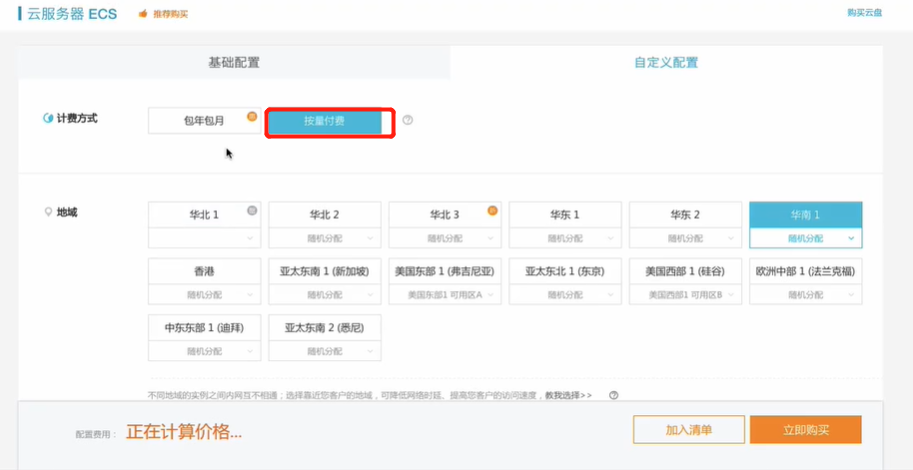 云服务器 ECS 推荐购买 购买云盘
基础配置 自定义配置
计费方式 包年包月 按量付费
地域 华北 1 华北 2 华北 3 华东 1 华东 2 华南 1
随机分配 随机分配 随机分配 随机分配 随机分配
香港 亚太东南 1 (新加坡) 美国东部 1 (弗吉尼亚) 亚太东北 1 (东京) 美国西部 1 (硅谷) 欧洲中部 1 (法兰克福)
随机分配 随机分配 美国东部1 可用区A 随机分配 美国西部1 可用区B 随机分配
中东东部 1 (迪拜) 亚太东南 2 (悉尼)
随机分配 随机分配
不同地域的实例之间内网互不相通；选择靠近您客户的地域，可降低网络时延、提高您客户的访问速度，教我选择>>
配置费用： 正在计算价格... 加入清单 立即购买